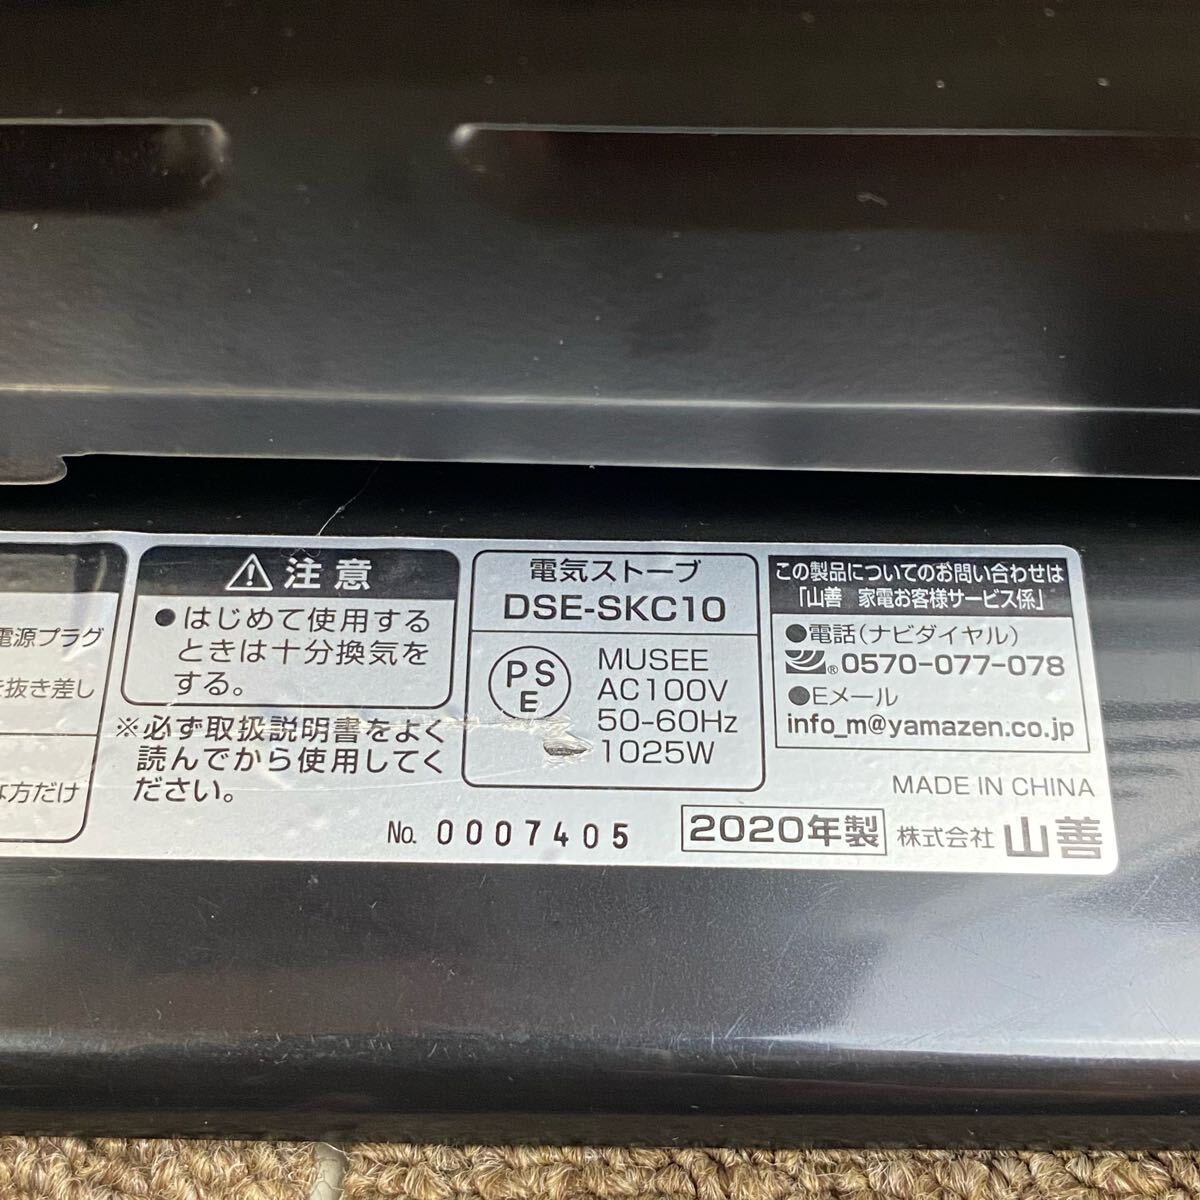 電源プラグ
抜き差し
な方だけ
注意
●はじめて使用する
ときは十分換気を
する。
※必ず取扱説明書をよく
読んでから使用してく
ださい。
電気ストーブ
DSE-SKC10
PS
E
MUSEE
AC100V
50-60Hz
1025W
この製品についてのお問い合わせは
「山善 家電お客様サービス係」
●電話(ナビダイヤル)
® 0570-077-078
●Eメール
info_m@yamazen.co.jp
MADE IN CHINA
No. 0007405
2020年製
株式会社 山善